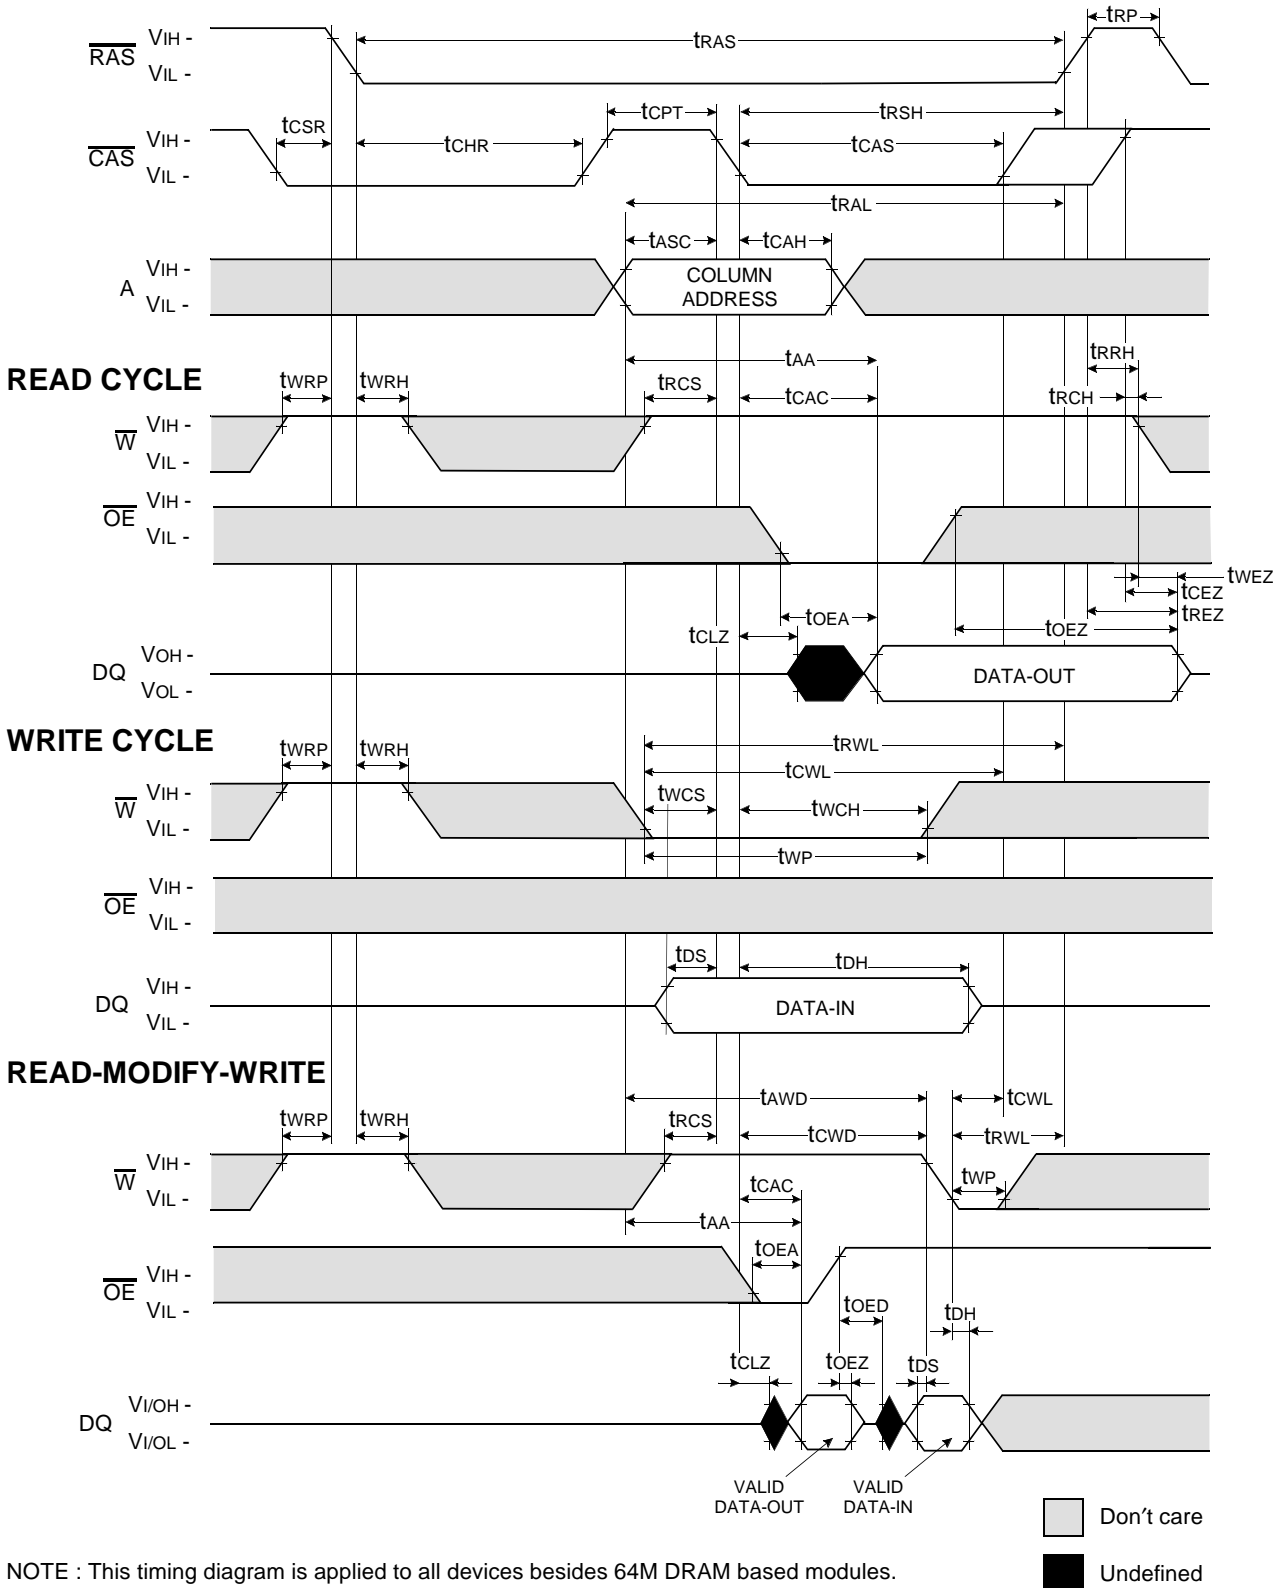 tRP
RAS VIH -
VIL -
tRAS
CAS VIH -
VIL -
tCSR
tCHR
tCPT
tRSH
tCAS
tRAL
tASC
tCAH
A VIH -
VIL -
COLUMN
ADDRESS
READ CYCLE
tAA
tRRH
tWRP
tWRH
tRCS
tCAC
tRCH
W VIH -
VIL -
OE VIH -
VIL -
tWEZ
tCEZ
tREZ
tOEA
tOEZ
tCLZ
DQ VOH -
VOL -
DATA-OUT
WRITE CYCLE
tWRP
tWRH
tRWL
tCWL
W VIH -
VIL -
tWCS
tWCH
tWP
OE VIH -
VIL -
tDS
tDH
DQ VIH -
VIL -
DATA-IN
READ-MODIFY-WRITE
tAWD
tCWL
tWRP
tWRH
tRCS
tCWD
tRWL
W VIH -
VIL -
tWP
tCAC
tAA
tOEA
OE VIH -
VIL -
tOED
tDH
tCLZ
tOEZ
tDS
DQ VI/OH -
VI/OL -
VALID
DATA-OUT
VALID
DATA-IN
Don′t care
Undefined
NOTE : This timing diagram is applied to all devices besides 64M DRAM based modules.